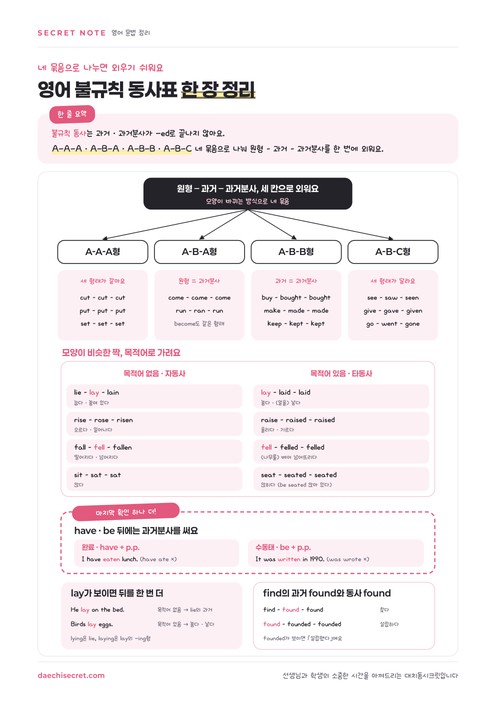 SECRET NOTE 영어 문법 정리
네 묶음으로 나누면 외우기 쉬워요
영어 불규칙 동사표 한 장 정리
한 줄 요약
불규칙 동사는 과거 · 과거분사가 -ed로 끝나지 않아요.
A-A-A · A-B-A · A-B-B · A-B-C 네 묶음으로 나눠 원형 - 과거 - 과거분사를 한 번에 외워요.
원형 – 과거 – 과거분사, 세 칸으로 외워요
모양이 바뀌는 방식으로 네 묶음
A-A-A형
A-B-A형
A-B-B형
A-B-C형
세 형태가 같아요
cut - cut - cut
put - put - put
set - set - set
원형 = 과거분사
come - came - come
run - ran - run
become도 같은 형태
과거 = 과거분사
buy - bought - bought
make - made - made
keep - kept - kept
세 형태가 달라요
see - saw - seen
give - gave - given
go - went - gone
모양이 비슷한 짝, 목적어로 가려요
목적어 없음 · 자동사
목적어 있음 · 타동사
lie - lay - lain
눕다 · 놓여 있다
lay - laid - laid
놓다 · (알을) 낳다
rise - rose - risen
오르다 · 일어나다
raise - raised - raised
올리다 · 기르다
fall - fell - fallen
떨어지다 · 넘어지다
fell - felled - felled
(나무를) 베어 넘어뜨리다
sit - sat - sat
앉다
seat - seated - seated
앉히다 (be seated 앉아 있다)
마지막 확인 하나 더!
have · be 뒤에는 과거분사를 써요
완료 · have + p.p.
I have eaten lunch. (have ate ×)
수동태 · be + p.p.
It was written in 1990. (was wrote ×)
lay가 보이면 뒤를 한 번 더
He lay on the bed. 목적어 없음 → lie의 과거
Birds lay eggs. 목적어 있음 → 놓다 · 낳다
lying은 lie, laying은 lay의 -ing형
find의 과거 found와 동사 found
find - found - found 찾다
found - founded - founded 설립하다
founded가 보이면 「설립했다」예요
daechisecret.com
선생님과 학생의 소중한 시간을 아껴드리는 대치동시크릿입니다